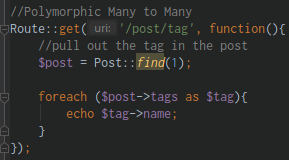 //Polymorphic Many to Many
Route::get( uri: '/post/tag', function(){
//pull out the tag in the post
$post = Post::find(1);
foreach ($post->tags as $tag){
echo $tag->name;
}
});